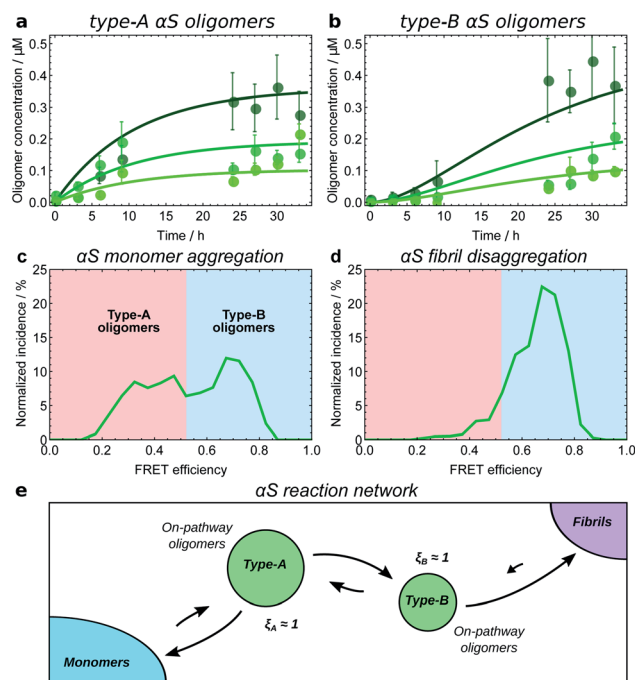 a type-A αS oligomers
b type-B αS oligomers
Oligomer concentration / µM
0.5
0.4
0.3
0.2
0.1
0.0
0 5 10 15 20 25 30
Time / h
Oligomer concentration / µM
0.5
0.4
0.3
0.2
0.1
0.0
0 5 10 15 20 25 30
Time / h
c αS monomer aggregation
d αS fibril disaggregation
Normalized incidence / %
25
20
15
10
5
0
Type-A
oligomers
Type-B
oligomers
0.0 0.2 0.4 0.6 0.8 1.0
FRET efficiency
Normalized incidence / %
25
20
15
10
5
0
0.0 0.2 0.4 0.6 0.8 1.0
FRET efficiency
e αS reaction network
On-pathway
oligomers
Type-A
ξA ≈ 1
Monomers
ξB ≈ 1
Type-B
On-pathway
oligomers
Fibrils